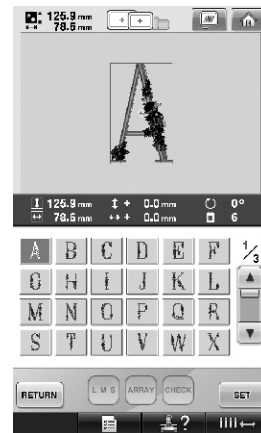 125.9 mm
78.5 mm
125.9 mm + 0.0 mm 0°
78.5 mm + 0.0 mm 6
A B C D E F 1/3
G H I J K L
M N O P Q R
S T U V W X
RETURN L M S ARRAY CHECK SET
?